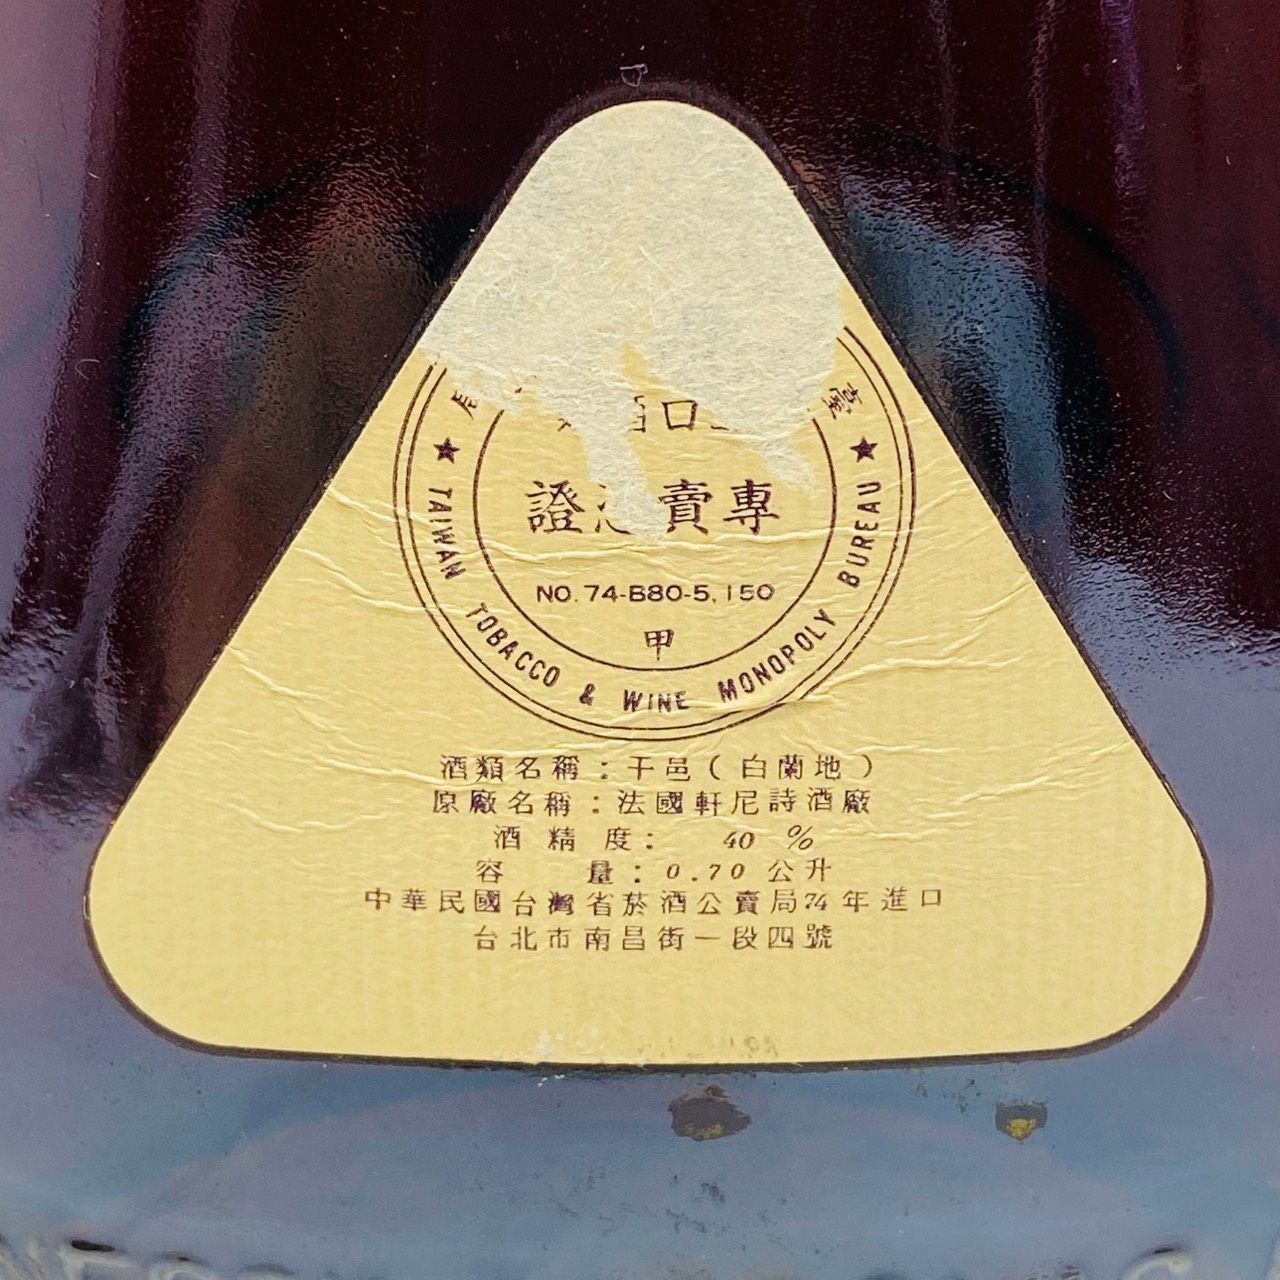 臺
★ ★
口
專賣 證
NO. 74-B80-5,150
甲
TAIWAN TOBACCO & WINE MONOPOLY BUREAU
酒類名稱：干邑（白蘭地）
原廠名稱：法國軒尼詩酒廠
酒精度： 40 %
容 量：0.70 公升
中華民國台灣省菸酒公賣局74年進口
台北市南昌街一段四號